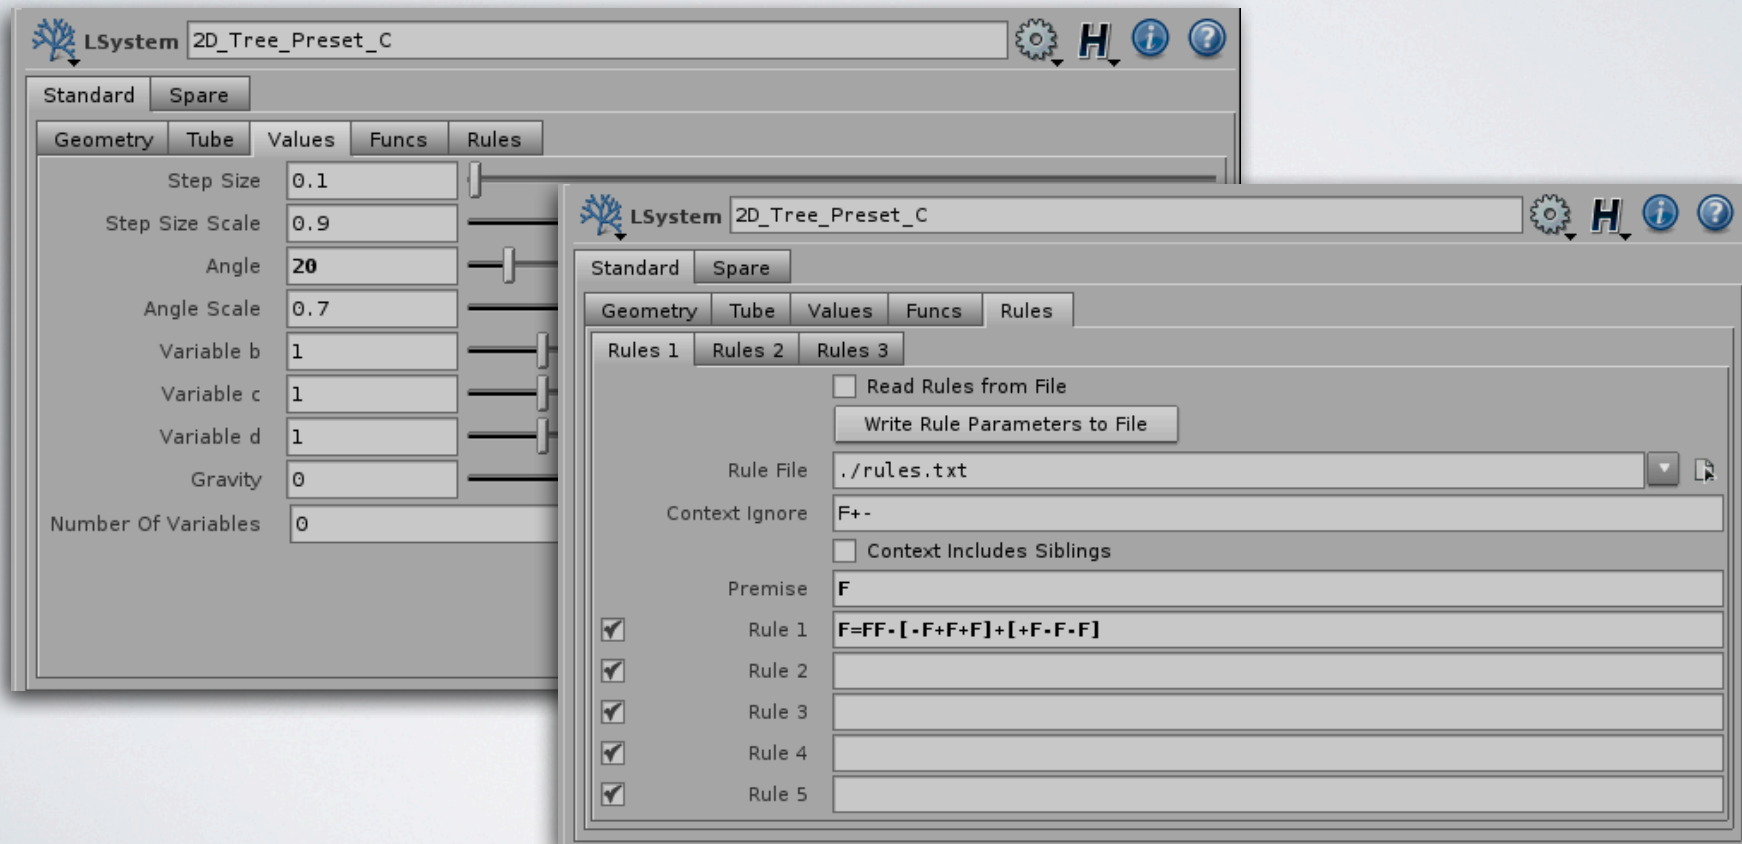 LSystem 2D_Tree_Preset_C H i ?
Standard Spare
Geometry Tube Values Funcs Rules
Step Size 0.1
Step Size Scale 0.9
Angle 20
Angle Scale 0.7
Variable b 1
Variable c 1
Variable d 1
Gravity 0
Number Of Variables 0
LSystem 2D_Tree_Preset_C H i ?
Standard Spare
Geometry Tube Values Funcs Rules
Rules 1 Rules 2 Rules 3
Read Rules from File
Write Rule Parameters to File
Rule File ./rules.txt
Context Ignore F+-
Context Includes Siblings
Premise F
Rule 1 F=FF-[-F+F+F]+[+F-F-F]
Rule 2
Rule 3
Rule 4
Rule 5